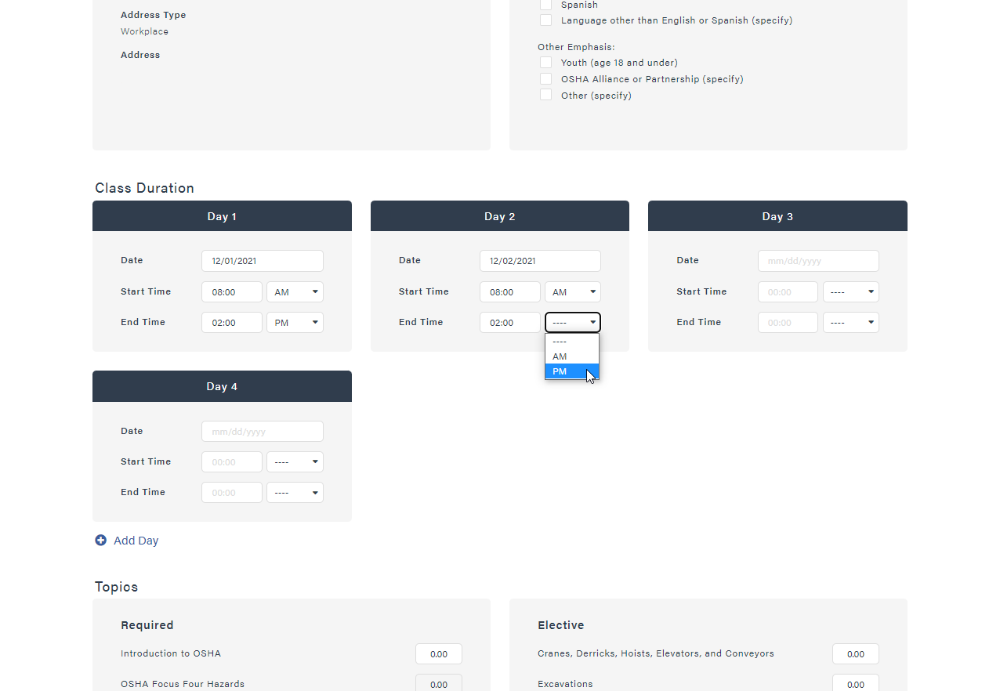 Address Type
Workplace
Address
Spanish
Language other than English or Spanish (specify)
Other Emphasis:
Youth (age 18 and under)
OSHA Alliance or Partnership (specify)
Other (specify)
Class Duration
Day 1
Date 12/01/2021
Start Time 08:00 AM
End Time 02:00 PM
Day 2
Date 12/02/2021
Start Time 08:00 AM
End Time 02:00 ----
----
AM
PM
Day 3
Date mm/dd/yyyy
Start Time 00:00 ----
End Time 00:00 ----
Day 4
Date mm/dd/yyyy
Start Time 00:00 ----
End Time 00:00 ----
Add Day
Topics
Required
Introduction to OSHA 0.00
OSHA Focus Four Hazards 0.00
Elective
Cranes, Derricks, Hoists, Elevators, and Conveyors 0.00
Excavations 0.00